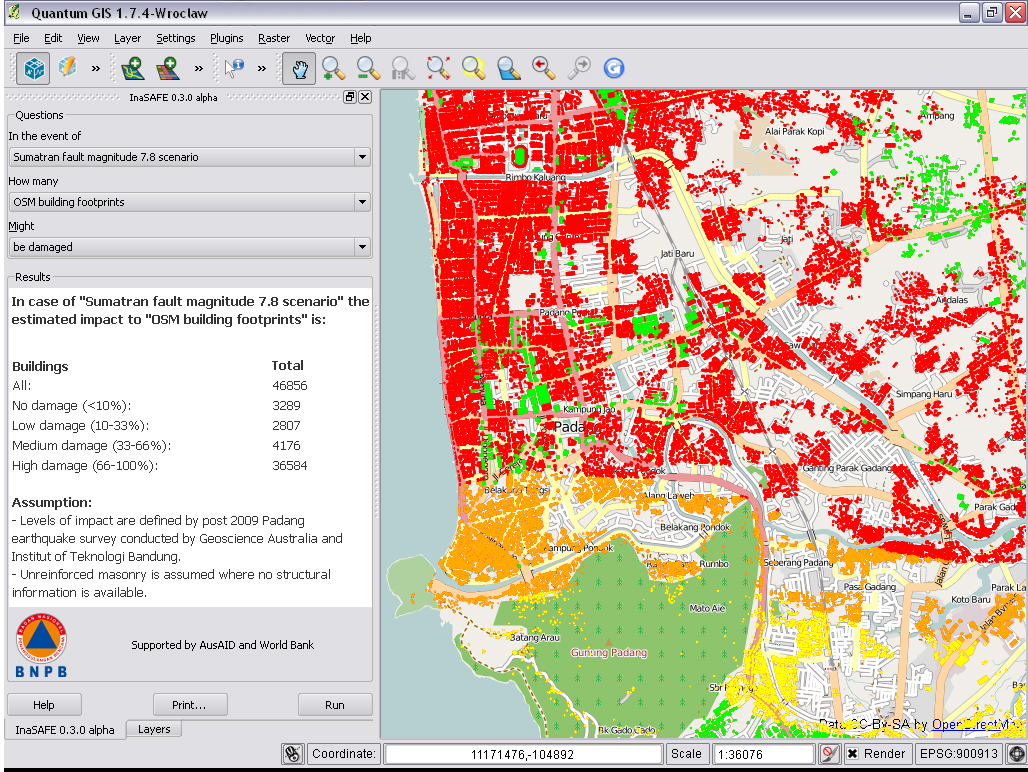 Quantum GIS 1.7.4-Wroclaw
File Edit View Layer Settings Plugins Raster Vector Help
InaSAFE 0.3.0 alpha
Questions
In the event of
Sumatran fault magnitude 7.8 scenario
How many
OSM building footprints
Might
be damaged
Results
In case of "Sumatran fault magnitude 7.8 scenario" the
estimated impact to "OSM building footprints" is:
Buildings Total
All: 46856
No damage (<10%): 3289
Low damage (10-33%): 2807
Medium damage (33-66%): 4176
High damage (66-100%): 36584
Assumption:
- Levels of impact are defined by post 2009 Padang
earthquake survey conducted by Geoscience Australia and
Institut of Teknologi Bandung.
- Unreinforced masonry is assumed where no structural
information is available.
BNPB
Supported by AusAID and World Bank
Help Print... Run
InaSAFE 0.3.0 alpha Layers
Ampang
Alai Parak Kopi
Rimbo Kaluang
Jati
Jati Baru
Andalas
Padang
Simpang Haru
Kampung Jao
Padang
Ganting Parak Gadang
Alang Laweh
Parak Gada
Belakang Pondok
Kampung Pondok
Rumbo
Seberang Padang
Jalan
Pasa Gadang
Parak La
Koto Baru
Jalan
Mato Aie
Batang Arau
Gunung Padang
Bk Gado Gado
Data CC-By-SA by OpenStreetMap
Coordinate: 11171476,-104892 Scale 1:36076 Render EPSG:900913